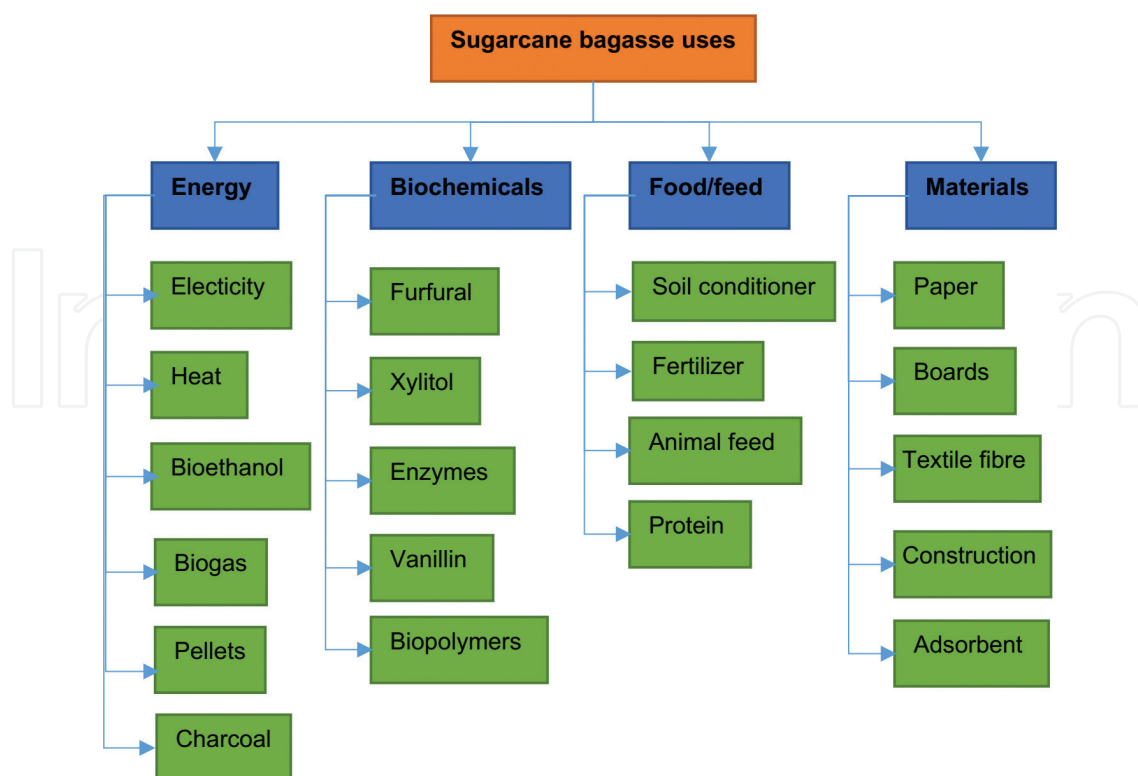 Sugarcane bagasse uses
Energy
Biochemicals
Food/feed
Materials
Electicity
Heat
Bioethanol
Biogas
Pellets
Charcoal
Furfural
Xylitol
Enzymes
Vanillin
Biopolymers
Soil conditioner
Fertilizer
Animal feed
Protein
Paper
Boards
Textile fibre
Construction
Adsorbent